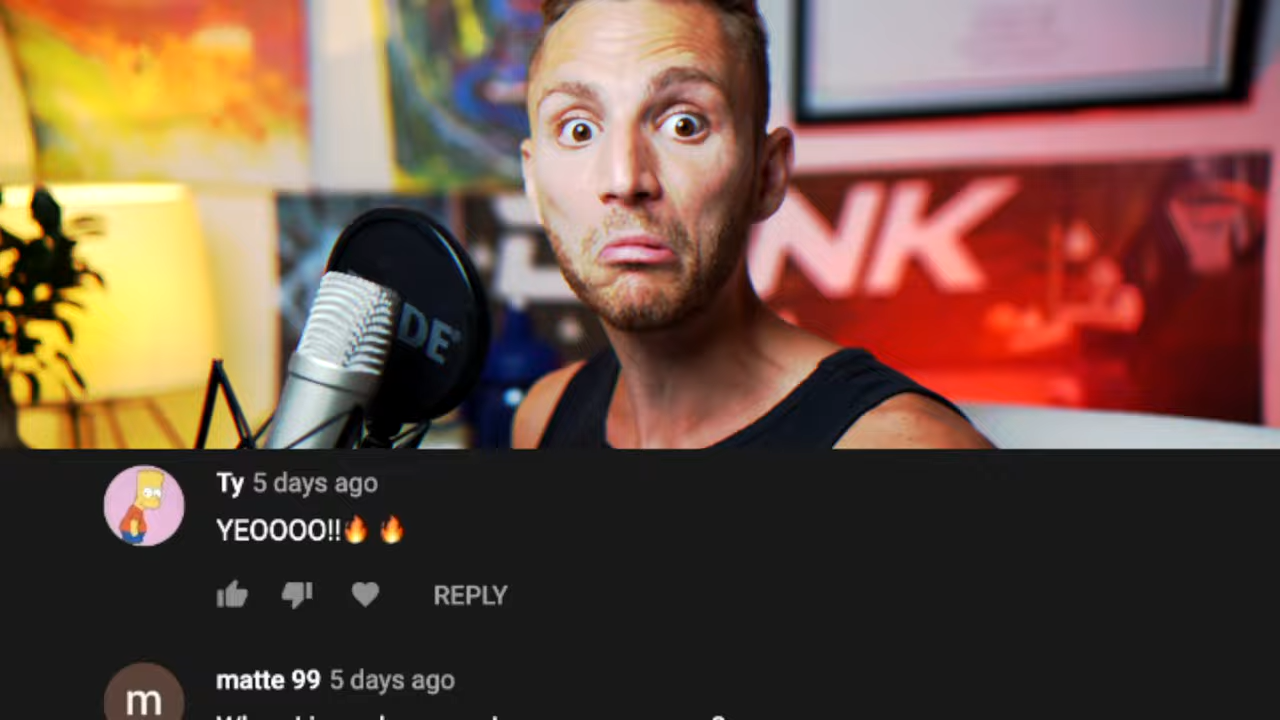 NK
DE
Ty 5 days ago
YEOOOO!!🔥 🔥
REPLY
m
matte 99 5 days ago